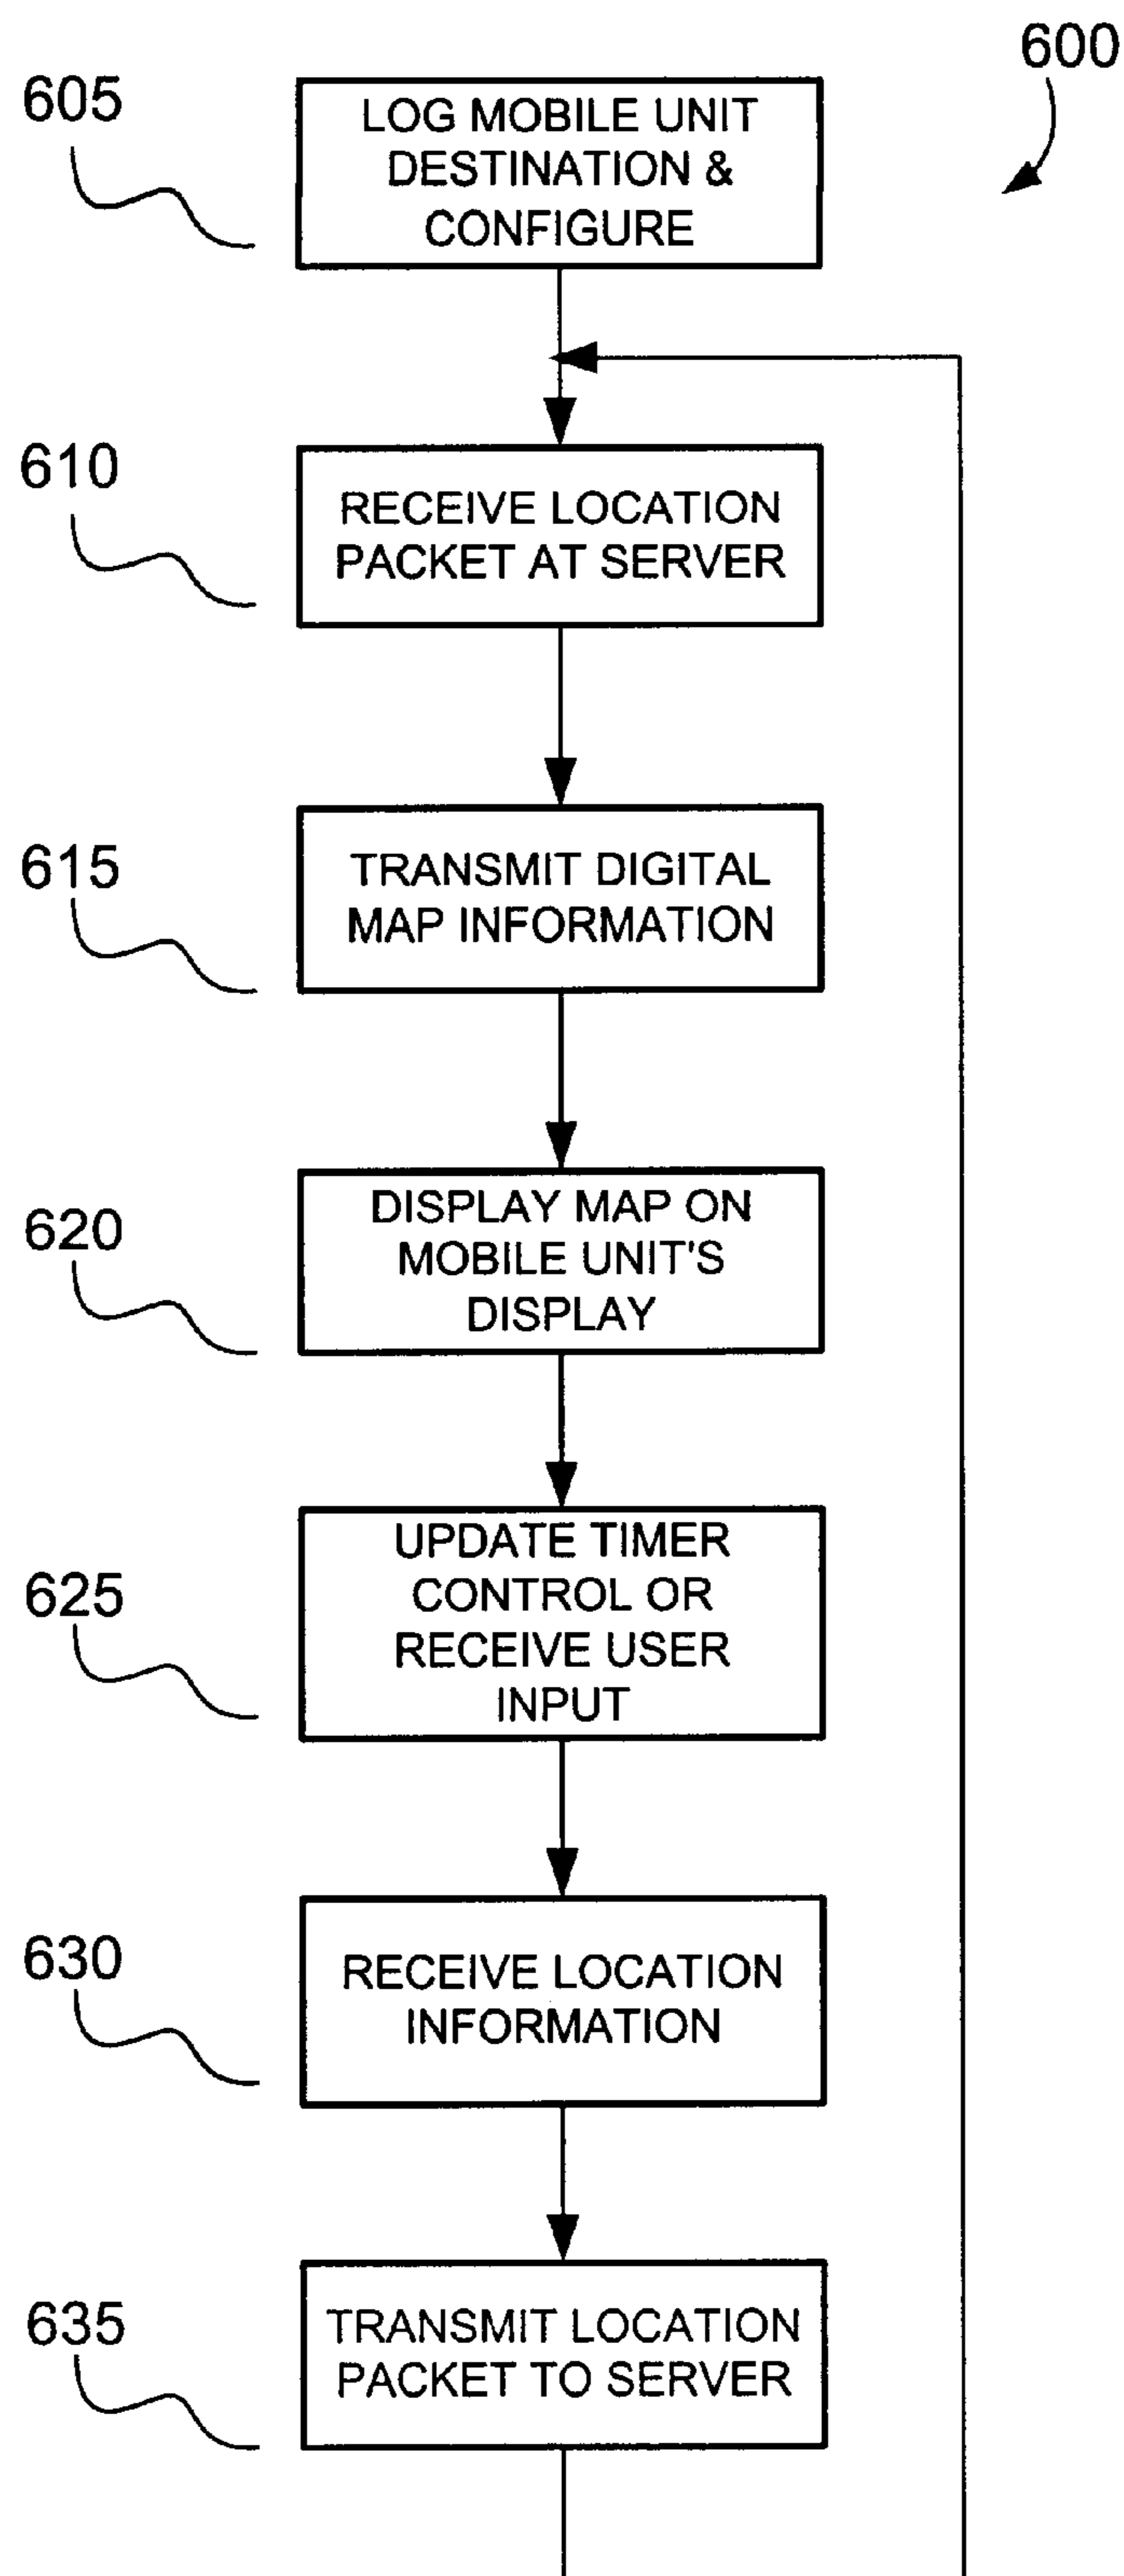 600
605
LOG MOBILE UNIT
DESTINATION &
CONFIGURE
610
RECEIVE LOCATION
PACKET AT SERVER
615
TRANSMIT DIGITAL
MAP INFORMATION
620
DISPLAY MAP ON
MOBILE UNIT'S
DISPLAY
625
UPDATE TIMER
CONTROL OR
RECEIVE USER
INPUT
630
RECEIVE LOCATION
INFORMATION
635
TRANSMIT LOCATION
PACKET TO SERVER